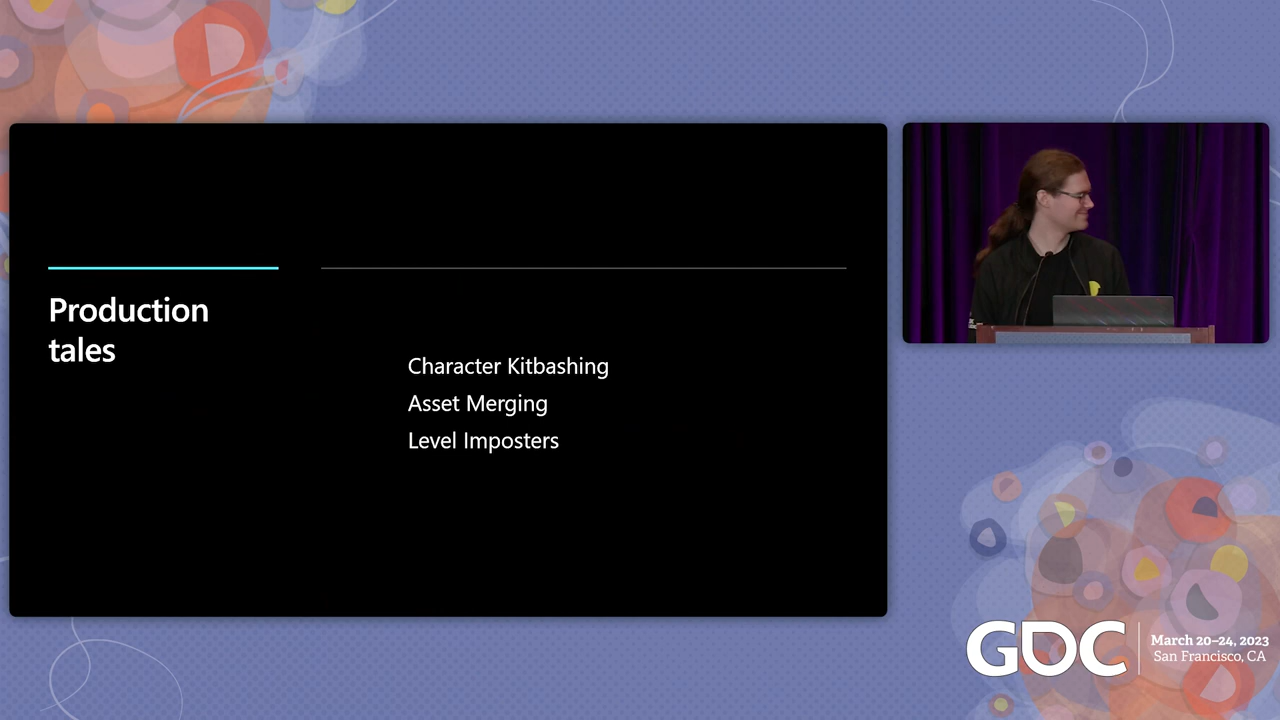 Production
tales
Character Kitbashing
Asset Merging
Level Imposters
GDC
March 20–24, 2023
San Francisco, CA